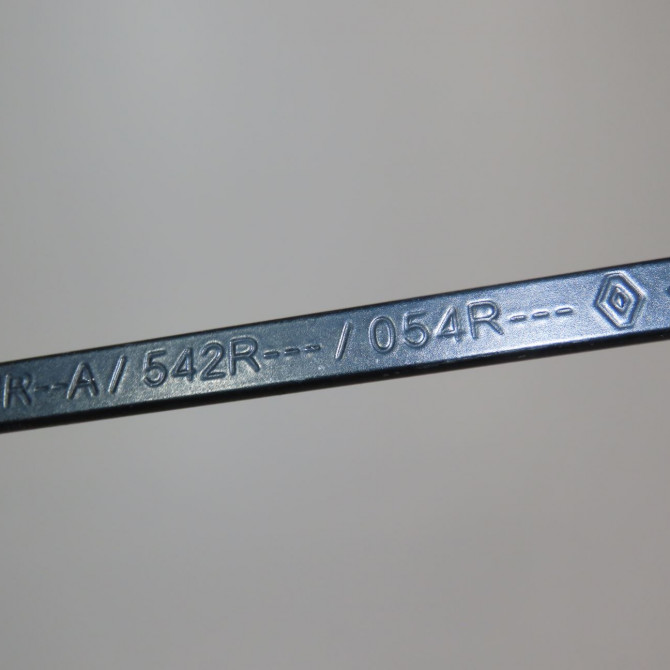 R--A / 542R--- / 054R---